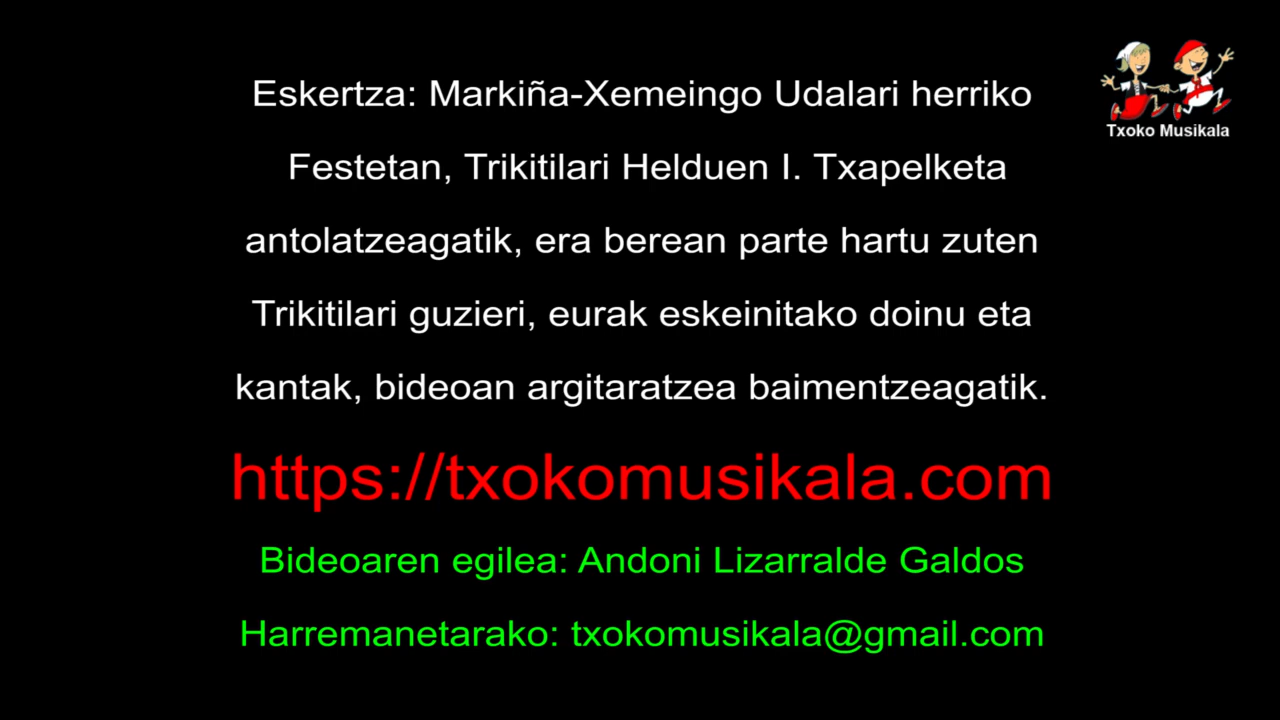 Eskertza: Markiña-Xemeingo Udalari herriko
Festetan, Trikitilari Helduen I. Txapelketa
antolatzeagatik, era berean parte hartu zuten
Trikitilari guzieri, eurak eskeinitako doinu eta
kantak, bideoan argitaratzea baimentzeagatik.
https://txokomusikala.com
Bideoaren egilea: Andoni Lizarralde Galdos
Harremanetarako: txokomusikala@gmail.com
Txoko Musikala